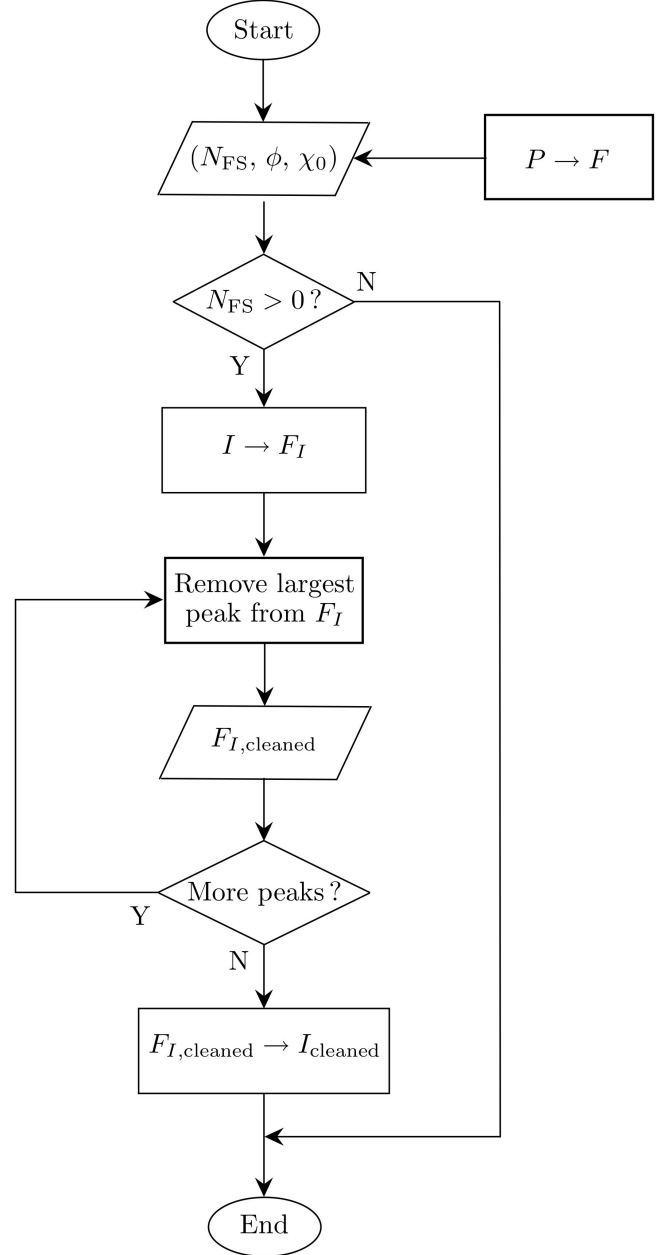 Start
(N_FS, ϕ, χ_0)
P → F
N_FS > 0 ?
N
Y
I → F_I
Remove largest
peak from F_I
F_I,cleaned
More peaks ?
Y
N
F_I,cleaned → I_cleaned
End